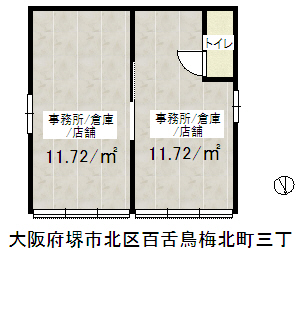 トイレ
事務所/倉庫
/店舗
11.72/㎡
事務所/倉庫
/店舗
11.72/㎡
大阪府堺市北区百舌鳥梅北町三丁